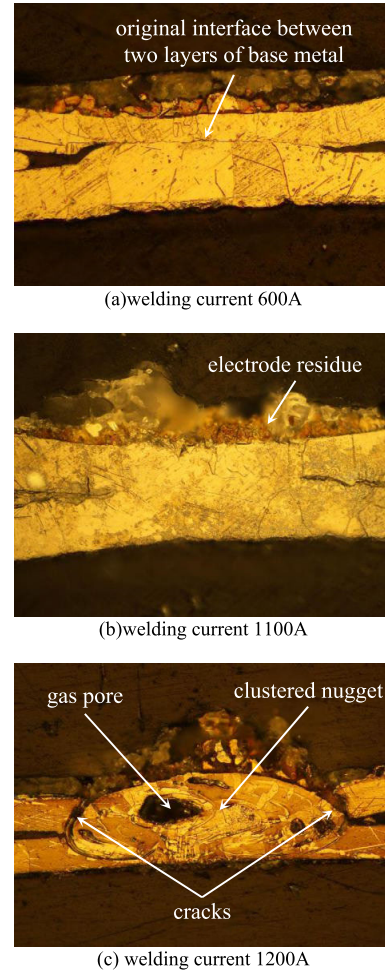 original interface between
two layers of base metal
(a)welding current 600A
electrode residue
(b)welding current 1100A
gas pore
clustered nugget
cracks
(c) welding current 1200A